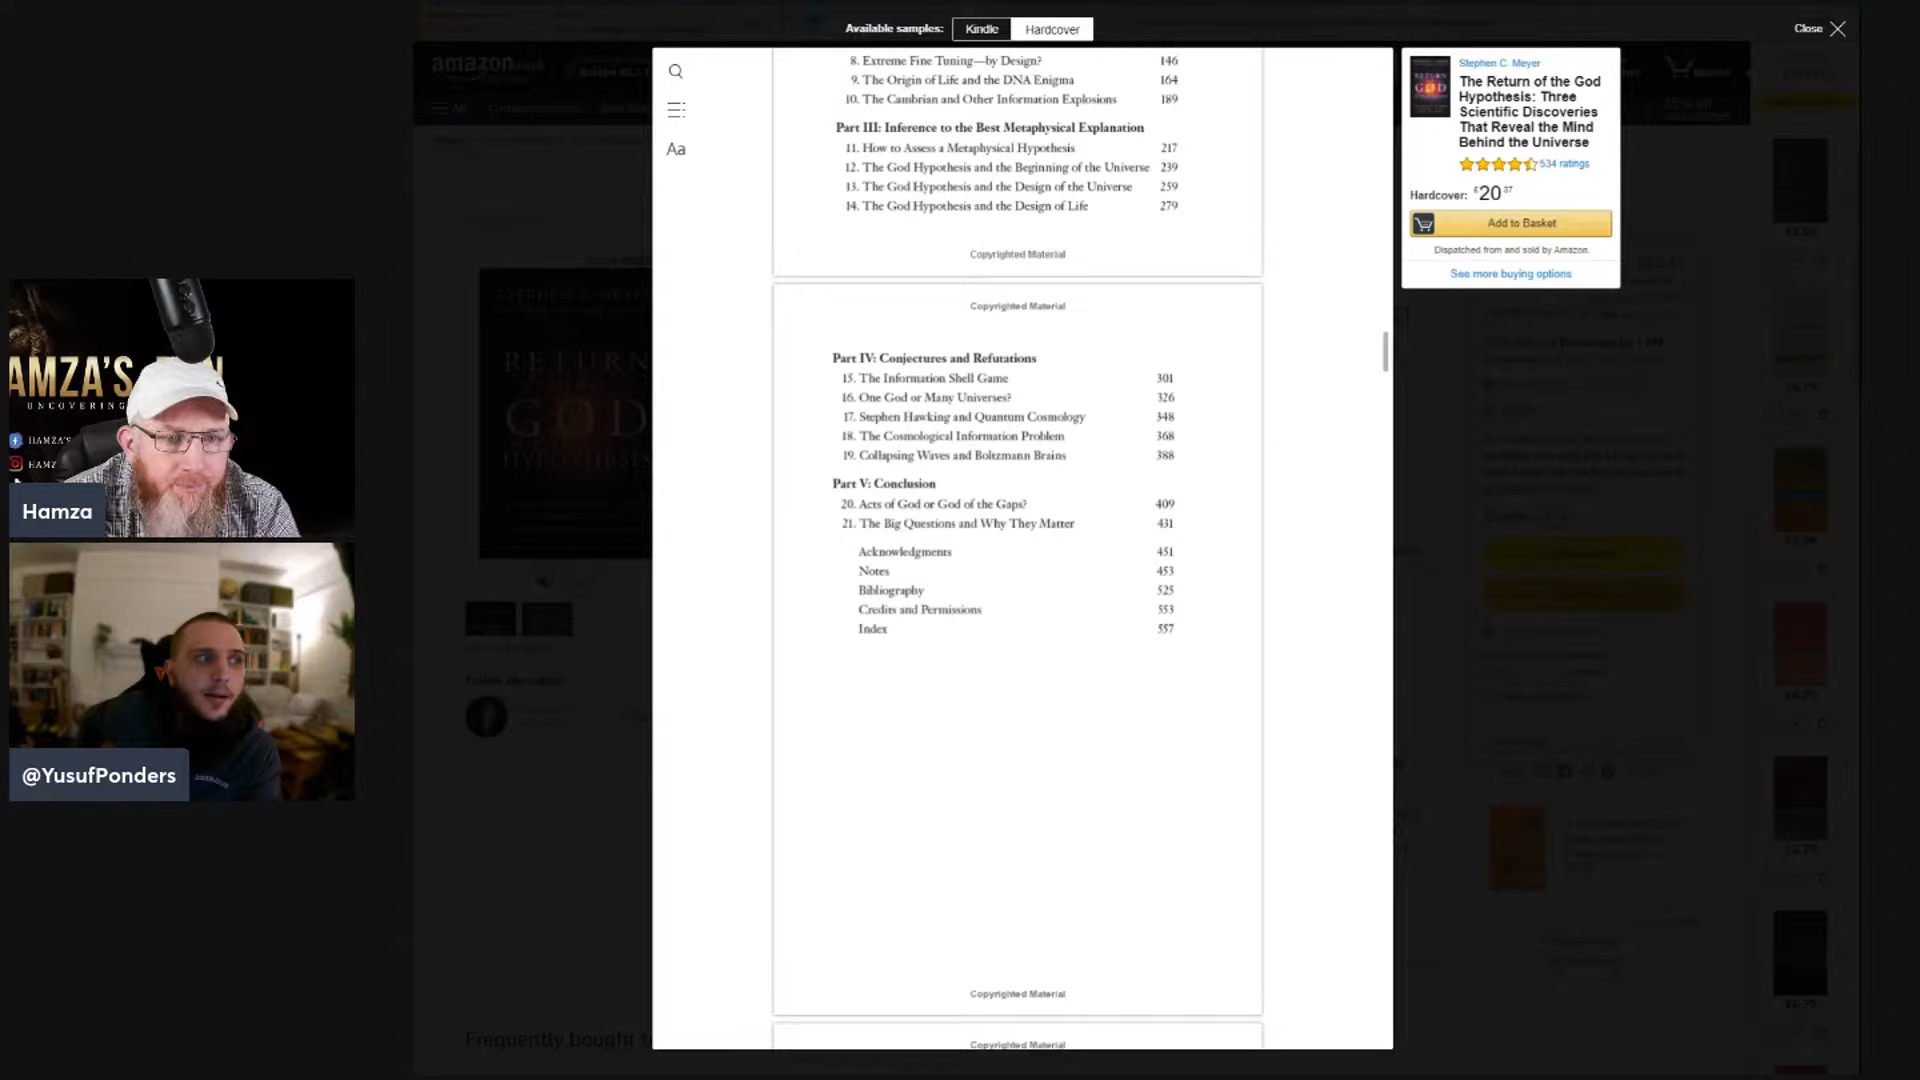 Available samples:
Kindle
Hardcover
Close
amazon
All
8. Extreme Fine Tuning—by Design? 146
9. The Origin of Life and the DNA Enigma 164
10. The Cambrian and Other Information Explosions 189
Part III: Inference to the Best Metaphysical Explanation
11. How to Assess a Metaphysical Hypothesis 217
12. The God Hypothesis and the Beginning of the Universe 239
13. The God Hypothesis and the Design of the Universe 259
14. The God Hypothesis and the Design of Life 279
Copyrighted Material
Copyrighted Material
Part IV: Conjectures and Refutations
15. The Information Shell Game 301
16. One God or Many Universes? 326
17. Stephen Hawking and Quantum Cosmology 348
18. The Cosmological Information Problem 368
19. Collapsing Waves and Boltzmann Brains 388
Part V: Conclusion
20. Acts of God or God of the Gaps? 409
21. The Big Questions and Why They Matter 431
Acknowledgments 451
Notes 453
Bibliography 525
Credits and Permissions 553
Index 557
Copyrighted Material
Copyrighted Material
Aa
Stephen C. Meyer
The Return of the God
Hypothesis: Three
Scientific Discoveries
That Reveal the Mind
Behind the Universe
534 ratings
Hardcover: £20 37
Add to Basket
Dispatched from and sold by Amazon.
See more buying options
RETURN
GOD
HYPOTHESIS
Frequently bought t
AMZA'S
UNCOVERING
HAMZA'S
HAMZ
Hamza
@YusufPonders